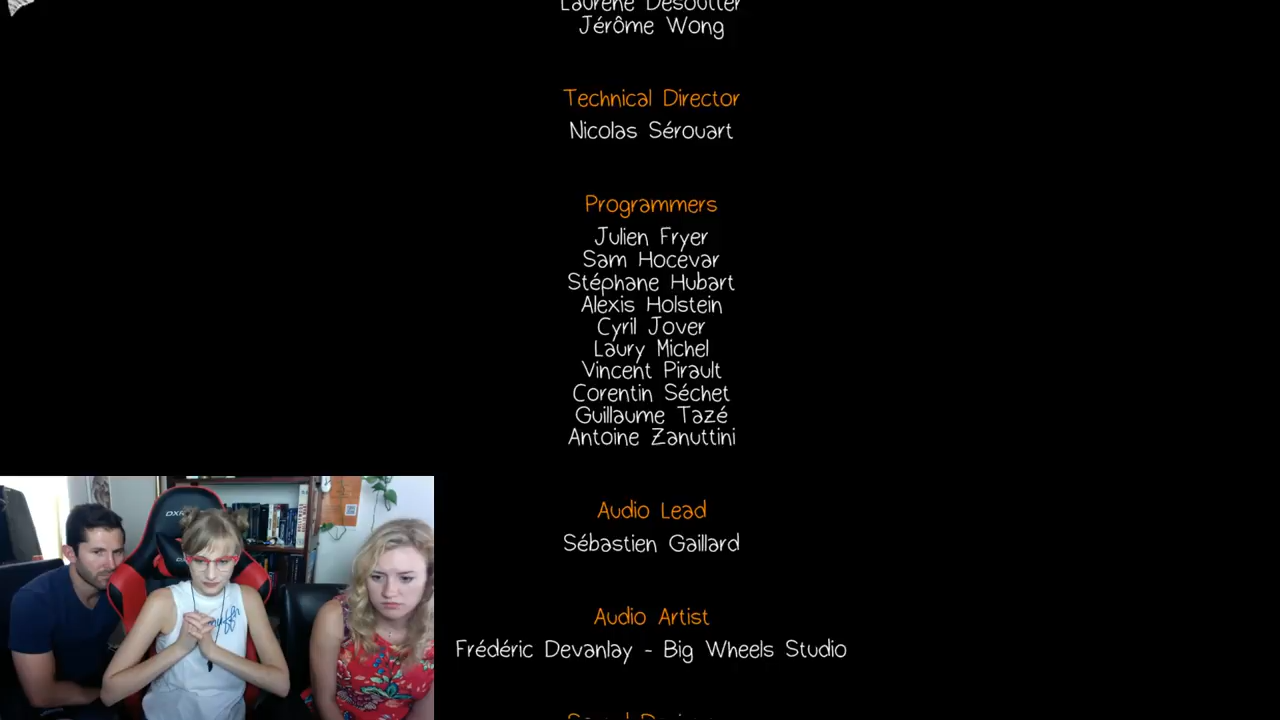 Laurène Desoutter
Jérôme Wong
Technical Director
Nicolas Sérouart
Programmers
Julien Fryer
Sam Hocevar
Stéphane Hubart
Alexis Holstein
Cyril Jover
Laury Michel
Vincent Pirault
Corentin Séchet
Guillaume Tazé
Antoine Zanuttini
Audio Lead
Sébastien Gaillard
Audio Artist
Frédéric Devanlay - Big Wheels Studio